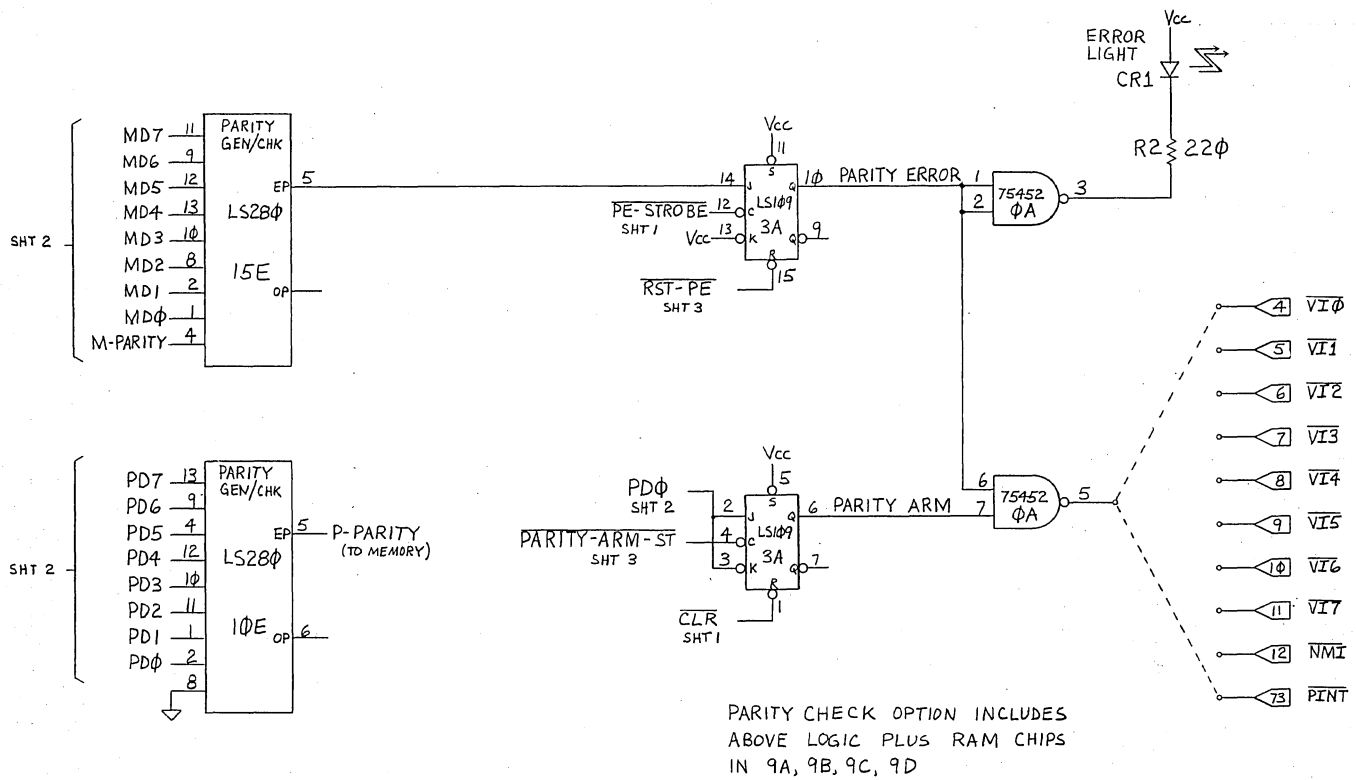 Vcc
ERROR
LIGHT
CR1
R2 22φ
SHT 2
MD7 11
MD6 9
MD5 12
MD4 13
MD3 1φ
MD2 8
MD1 2
MDφ 1
M-PARITY 4
PARITY
GEN/CHK
EP 5
LS28φ
15E
OP
Vcc
11
S
14 J Q 1φ PARITY ERROR
PE-STROBE 12 C LS1φ9
SHT 1
Vcc 13 K 3A Q 9
R
15
RST-PE
SHT 3
1
2
75452
φA
3
4 VIφ
5 VI1
6 VI2
7 VI3
8 VI4
9 VI5
1φ VI6
11 VI7
12 NMI
73 PINT
SHT 2
PD7 13
PD6 9
PD5 4
PD4 12
PD3 1φ
PD2 11
PD1 1
PDφ 2
8
PARITY
GEN/CHK
EP 5 P-PARITY
(TO MEMORY)
LS28φ
1φE
OP 6
Vcc
5
S
PDφ
SHT 2
2 J Q 6 PARITY ARM
PARITY-ARM-ST 4 C LS1φ9
SHT 3
3 K 3A Q 7
R
1
CLR
SHT 1
6
7
75452
φA
5
PARITY CHECK OPTION INCLUDES
ABOVE LOGIC PLUS RAM CHIPS
IN 9A, 9B, 9C, 9D